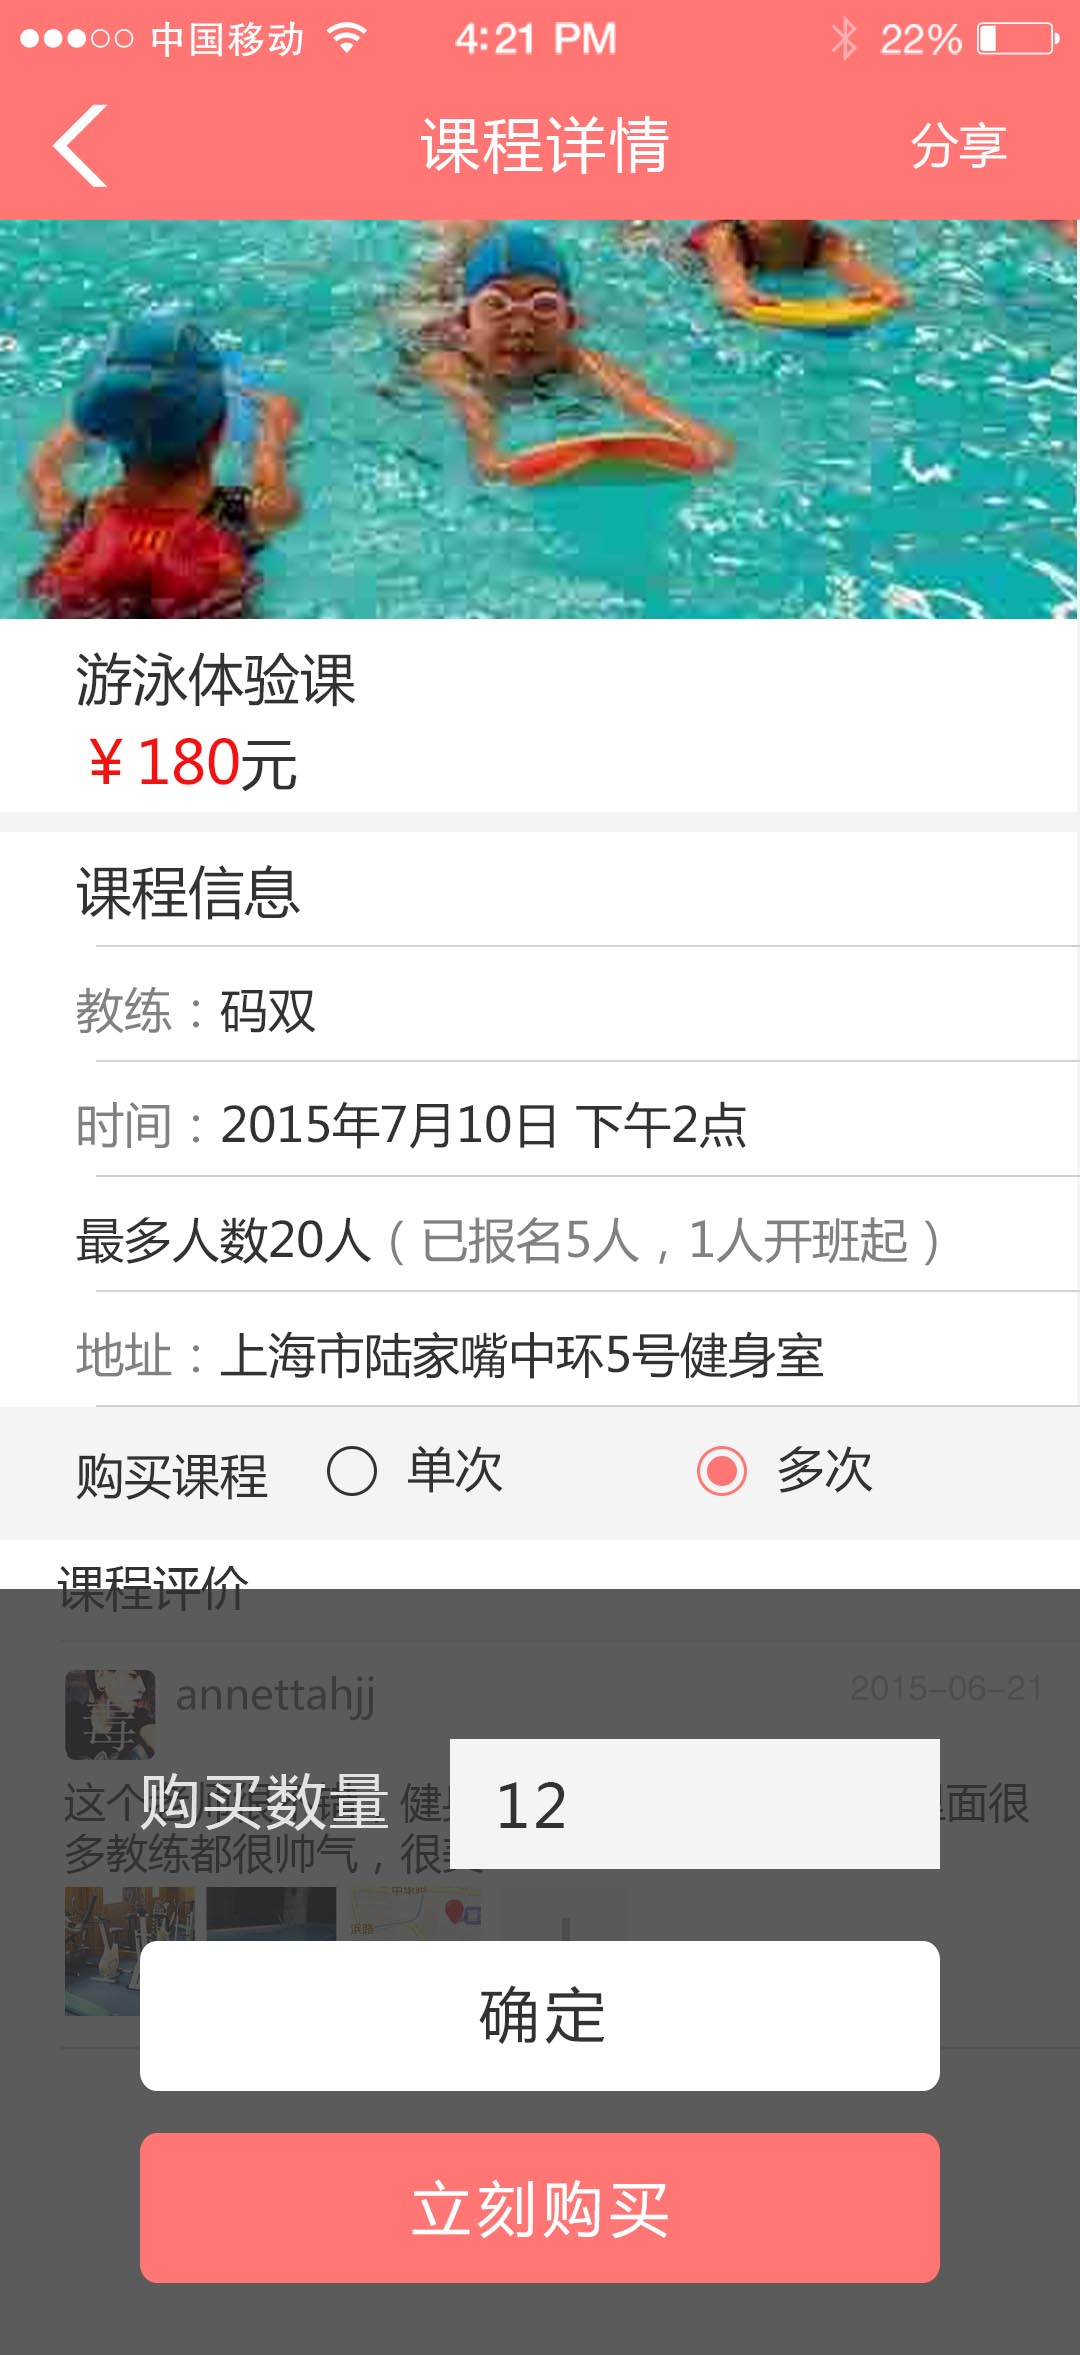 中国移动 4:21 PM 22%
课程详情 分享
游泳体验课
¥180元
课程信息
教练：码双
时间：2015年7月10日 下午2点
最多人数20人（已报名5人，1人开班起）
地址：上海市陆家嘴中环5号健身室
购买课程 单次 多次
课程评价
毒
annettahjj 2015-06-21
这个 健 里面很
购买数量 12
多教练都很帅气，很
浜路
确定
立刻购买